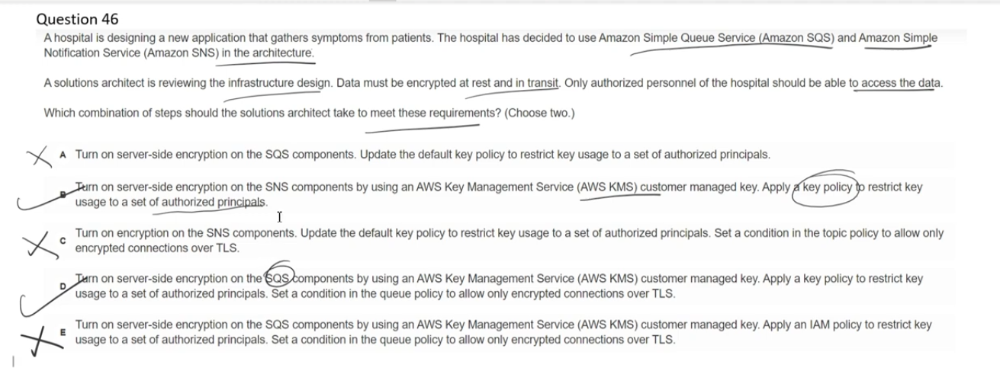 Question 46
A hospital is designing a new application that gathers symptoms from patients. The hospital has decided to use Amazon Simple Queue Service (Amazon SQS) and Amazon Simple
Notification Service (Amazon SNS) in the architecture.
A solutions architect is reviewing the infrastructure design. Data must be encrypted at rest and in transit. Only authorized personnel of the hospital should be able to access the data.
Which combination of steps should the solutions architect take to meet these requirements? (Choose two.)
A Turn on server-side encryption on the SQS components. Update the default key policy to restrict key usage to a set of authorized principals.
B Turn on server-side encryption on the SNS components by using an AWS Key Management Service (AWS KMS) customer managed key. Apply a key policy to restrict key
usage to a set of authorized principals.
C Turn on encryption on the SNS components. Update the default key policy to restrict key usage to a set of authorized principals. Set a condition in the topic policy to allow only
encrypted connections over TLS.
D Turn on server-side encryption on the SQS components by using an AWS Key Management Service (AWS KMS) customer managed key. Apply a key policy to restrict key
usage to a set of authorized principals. Set a condition in the queue policy to allow only encrypted connections over TLS.
E Turn on server-side encryption on the SQS components by using an AWS Key Management Service (AWS KMS) customer managed key. Apply an IAM policy to restrict key
usage to a set of authorized principals. Set a condition in the queue policy to allow only encrypted connections over TLS.